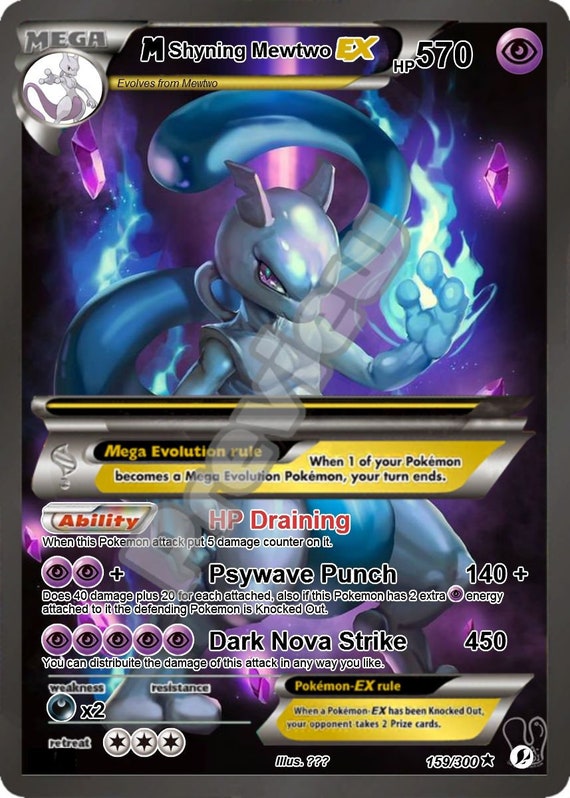 MEGA
M Shyning Mewtwo EX HP 570
Evolves from Mewtwo
preview
Mega Evolution rule
When 1 of your Pokémon
becomes a Mega Evolution Pokémon, your turn ends.
Ability HP Draining
When this Pokemon attack put 5 damage counter on it.
+ Psywave Punch 140 +
Does 40 damage plus 20 for each attached, also if this Pokemon has 2 extra energy
attached to it the defending Pokemon is Knocked Out.
Dark Nova Strike 450
You can distribuite the damage of this attack in any way you like.
weakness resistance
x2
retreat
Pokémon-EX rule
When a Pokémon-EX has been Knocked Out,
your opponent takes 2 Prize cards.
Illus. ???
159/300